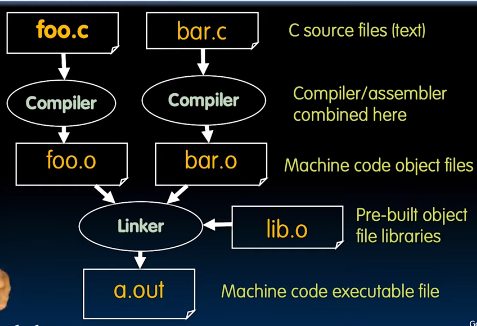 foo.c
bar.c
C source files (text)
Compiler
Compiler
Compiler/assembler
combined here
foo.o
bar.o
Machine code object files
Linker
lib.o
Pre-built object
file libraries
a.out
Machine code executable file